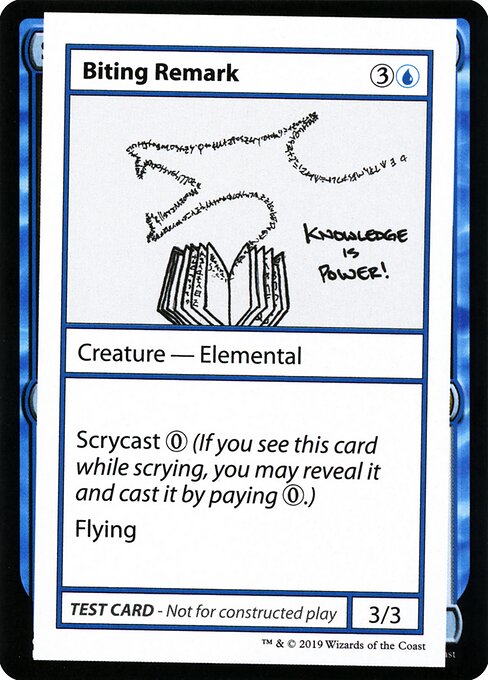 Biting Remark ③
KNOWLEDGE
IS
POWER!
Creature — Elemental
Scrycast ⓪ (If you see this card
while scrying, you may reveal it
and cast it by paying ⓪.)
Flying
TEST CARD - Not for constructed play 3/3
™ & © 2019 Wizards of the Coast